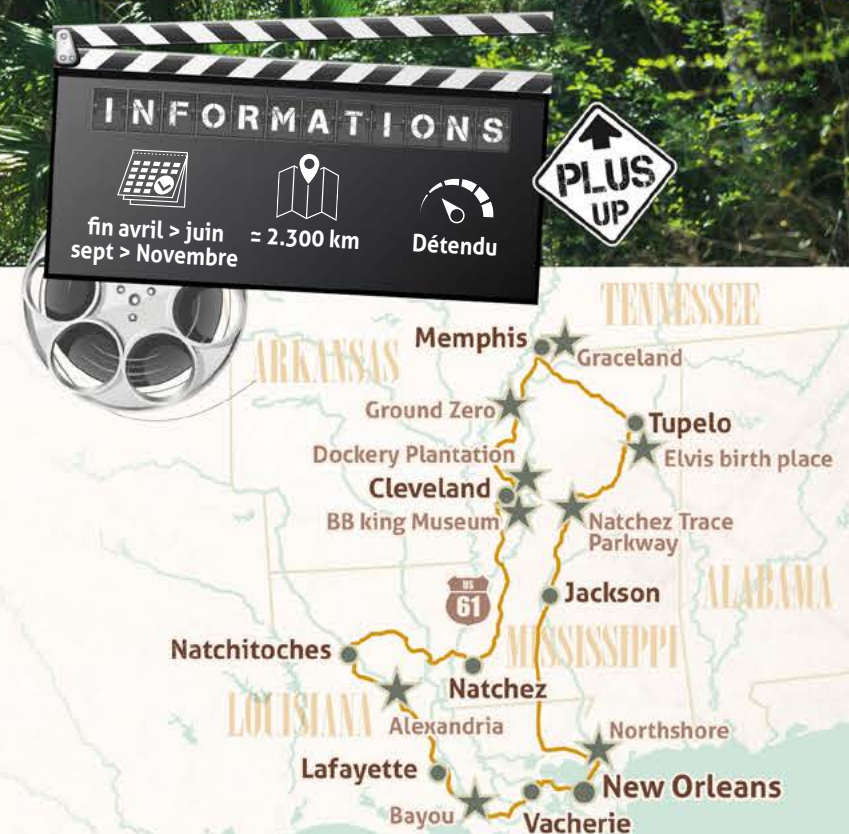 INFORMATIONS
fin avril > juin
sept > Novembre
= 2.300 km
Détendu
PLUS
UP
TENNESSEE
ARKANSAS
Memphis
Graceland
Ground Zero
Tupelo
Dockery Plantation
Elvis birth place
Cleveland
BB king Museum
Natchez Trace
Parkway
US
61
Jackson
ALABAMA
MISSISSIPPI
Natchitoches
Natchez
LOUISIANA
Alexandria
Northshore
Lafayette
New Orleans
Bayou
Vacherie